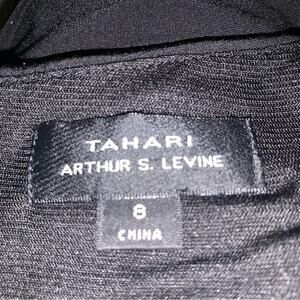 TAHARI
ARTHUR S. LEVINE
8
CHINA